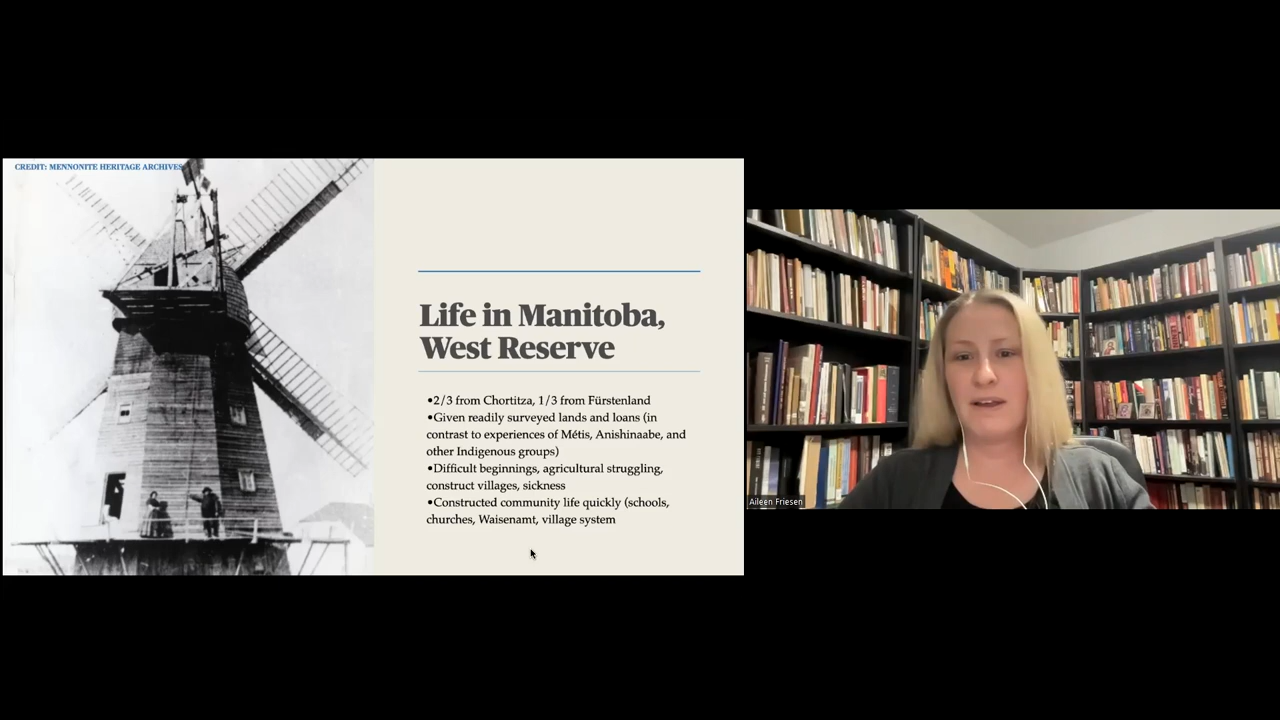 CREDIT: MENNONITE HERITAGE ARCHIVES
Life in Manitoba,
West Reserve
•2/3 from Chortitza, 1/3 from Fürstenland
•Given readily surveyed lands and loans (in
contrast to experiences of Métis, Anishinaabe, and
other Indigenous groups)
•Difficult beginnings, agricultural struggling,
construct villages, sickness
•Constructed community life quickly (schools,
churches, Waisenamt, village system
Aileen Friesen